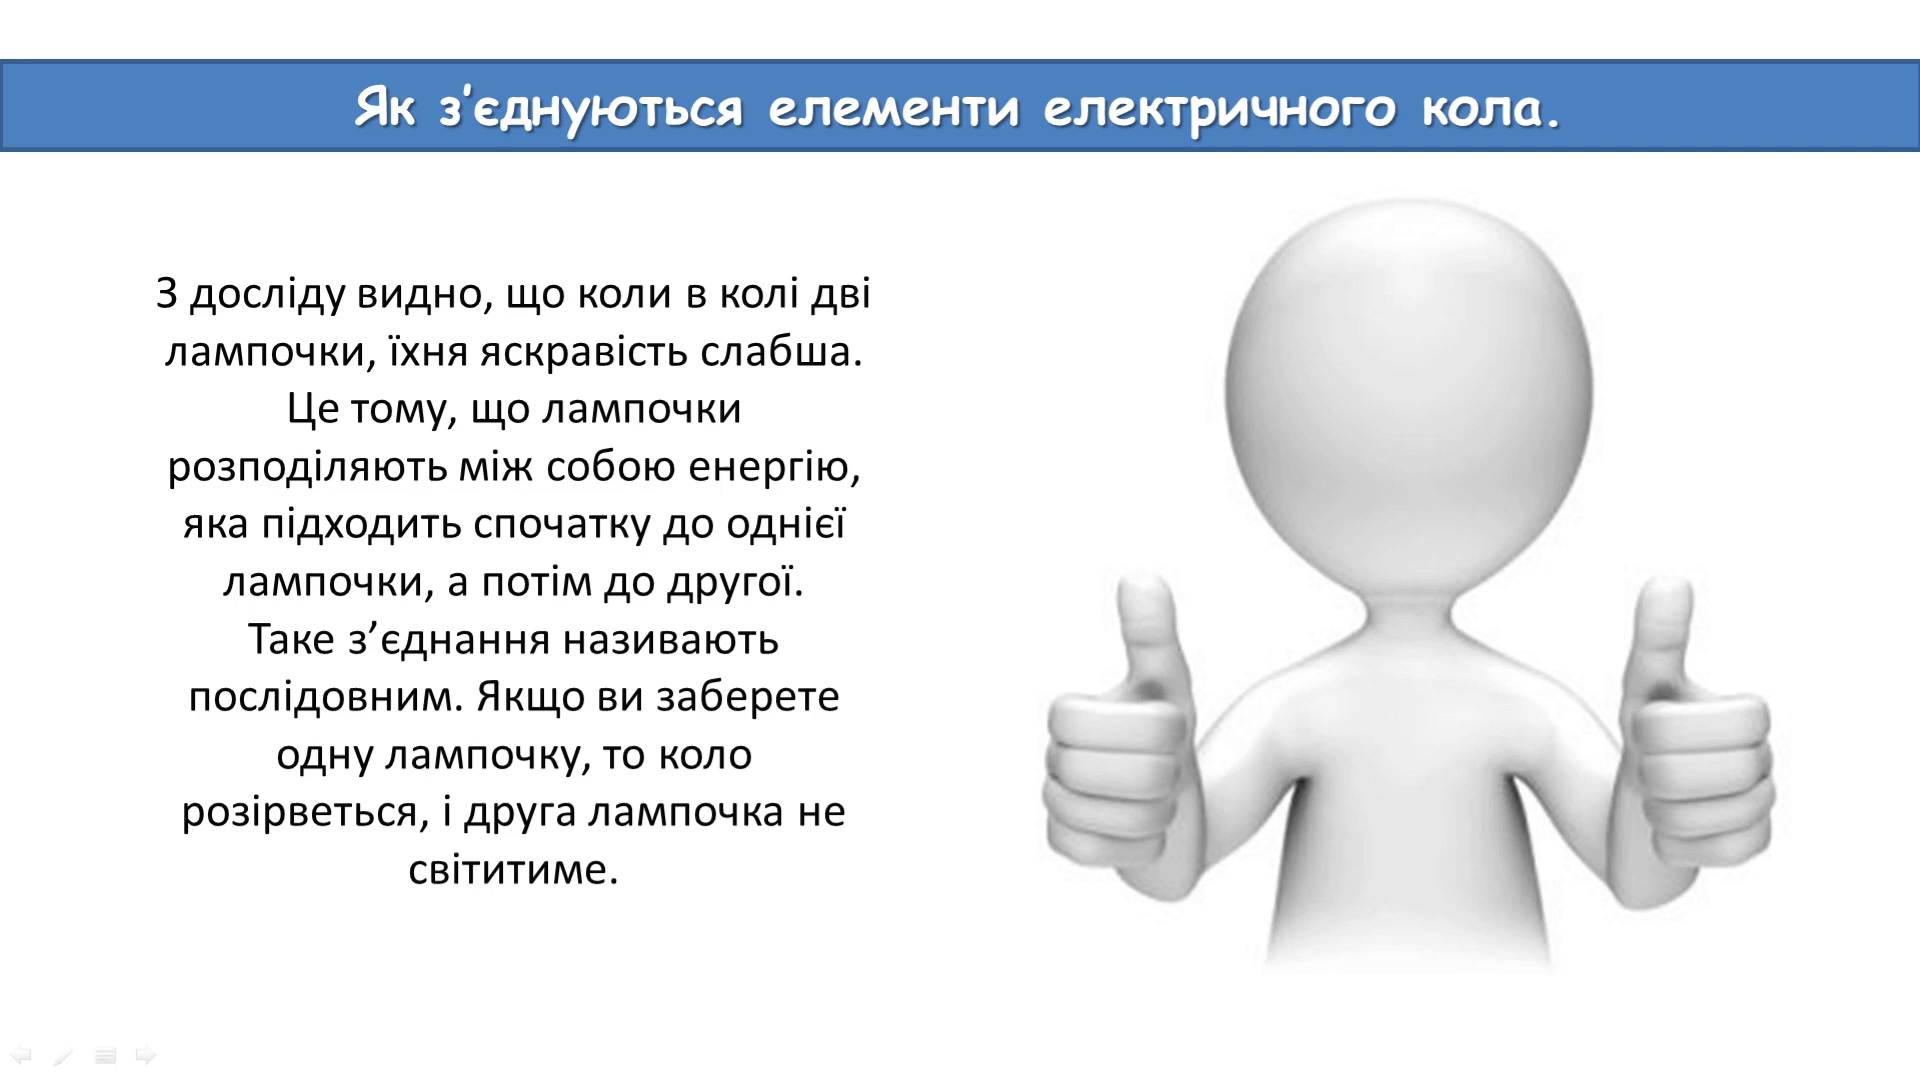 Як з’єднуються елементи електричного кола.
З досліду видно, що коли в колі дві
лампочки, їхня яскравість слабша.
Це тому, що лампочки
розподіляють між собою енергію,
яка підходить спочатку до однієї
лампочки, а потім до другої.
Таке з’єднання називають
послідовним. Якщо ви заберете
одну лампочку, то коло
розірветься, і друга лампочка не
світитиме.